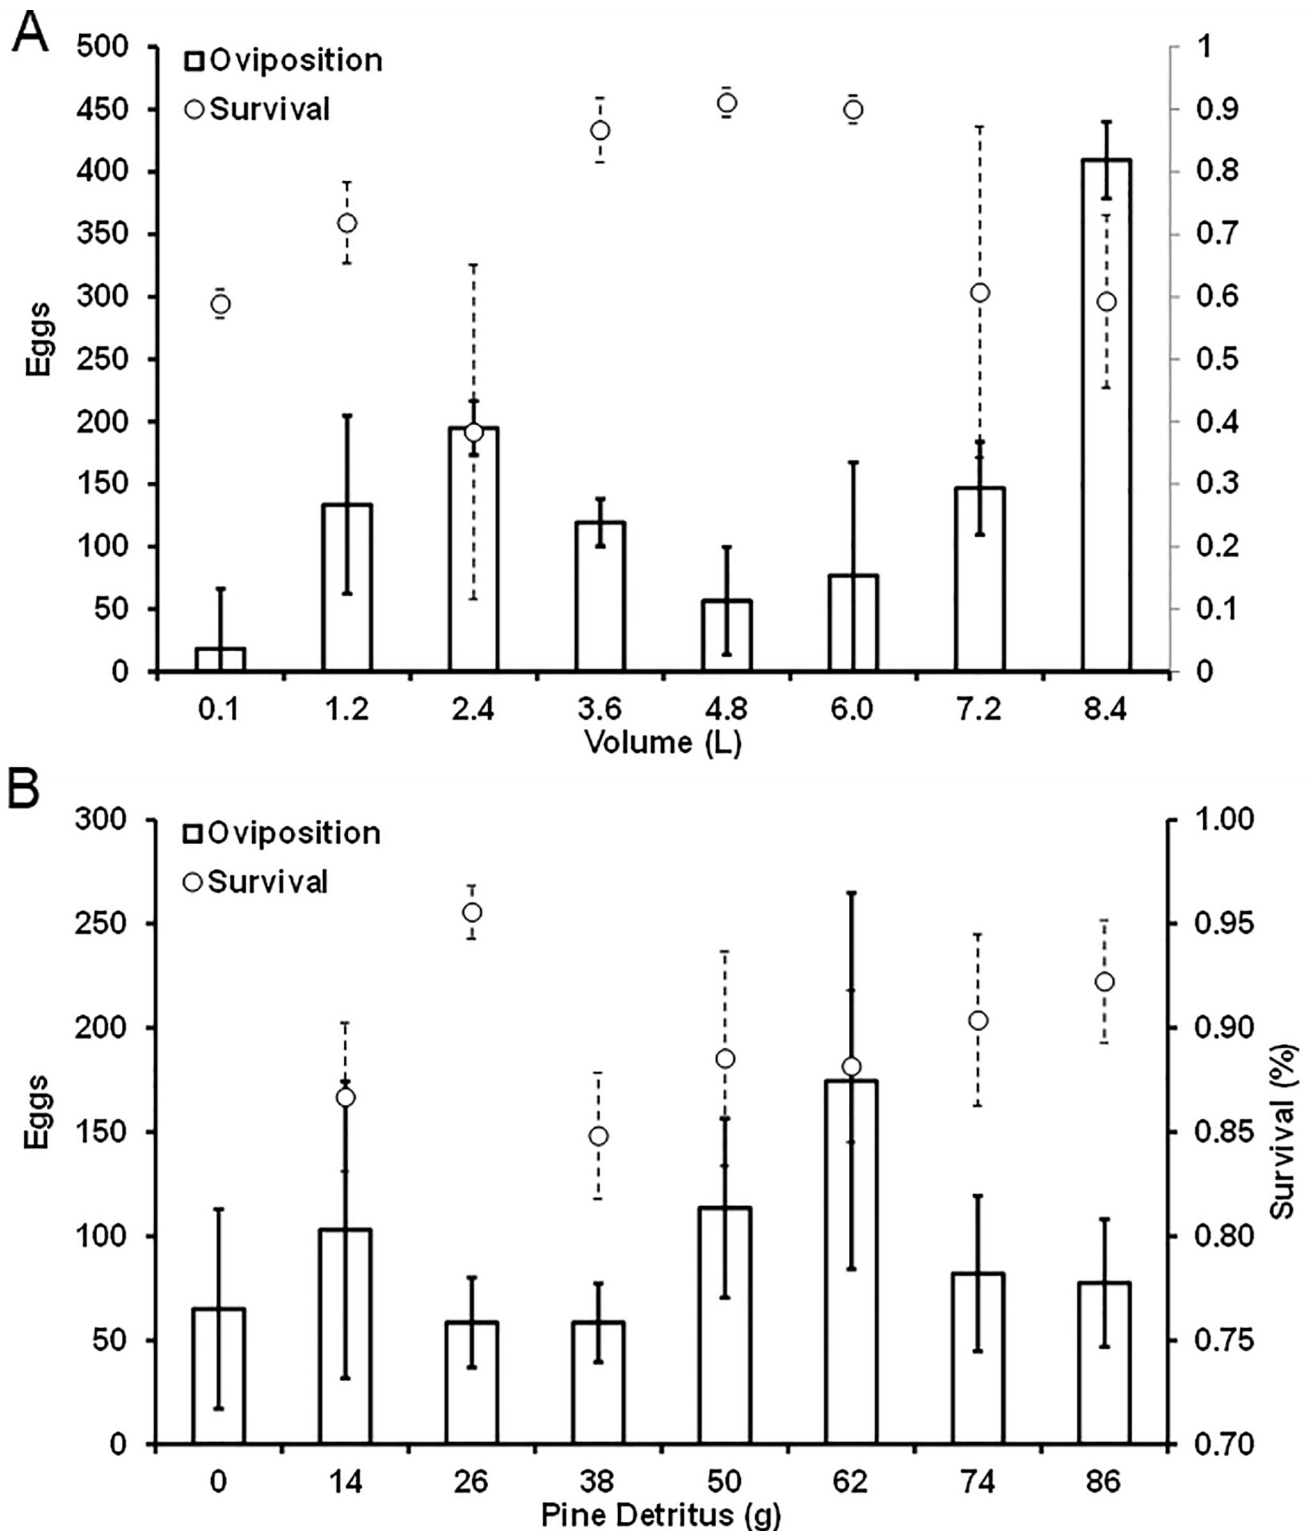 A
500
450
400
350
300
250
200
150
100
50
0
Eggs
Oviposition
Survival
1
0.9
0.8
0.7
0.6
0.5
0.4
0.3
0.2
0.1
0
0.1 1.2 2.4 3.6 4.8 6.0 7.2 8.4
Volume (L)
B
300
250
200
150
100
50
0
Eggs
Oviposition
Survival
1.00
0.95
0.90
0.85
0.80
0.75
0.70
Survival (%)
0 14 26 38 50 62 74 86
Pine Detritus (g)